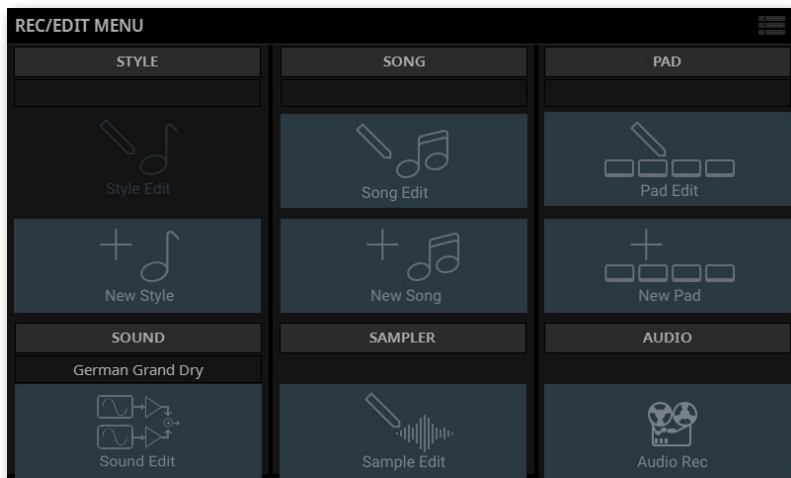 REC/EDIT MENU
STYLE
SONG
PAD
Style Edit
Song Edit
Pad Edit
New Style
New Song
New Pad
SOUND
SAMPLER
AUDIO
German Grand Dry
Sound Edit
Sample Edit
Audio Rec